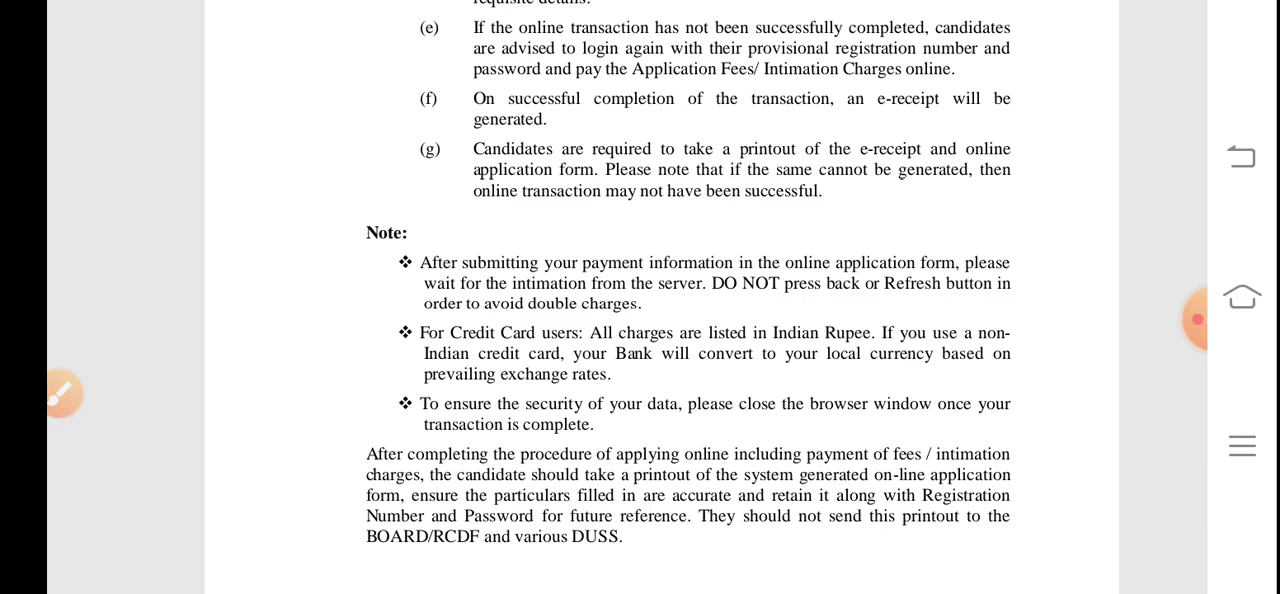 (e) If the online transaction has not been successfully completed, candidates
are advised to login again with their provisional registration number and
password and pay the Application Fees/ Intimation Charges online.
(f) On successful completion of the transaction, an e-receipt will be
generated.
(g) Candidates are required to take a printout of the e-receipt and online
application form. Please note that if the same cannot be generated, then
online transaction may not have been successful.
Note:
❖ After submitting your payment information in the online application form, please
wait for the intimation from the server. DO NOT press back or Refresh button in
order to avoid double charges.
❖ For Credit Card users: All charges are listed in Indian Rupee. If you use a non-
Indian credit card, your Bank will convert to your local currency based on
prevailing exchange rates.
❖ To ensure the security of your data, please close the browser window once your
transaction is complete.
After completing the procedure of applying online including payment of fees / intimation
charges, the candidate should take a printout of the system generated on-line application
form, ensure the particulars filled in are accurate and retain it along with Registration
Number and Password for future reference. They should not send this printout to the
BOARD/RCDF and various DUSS.